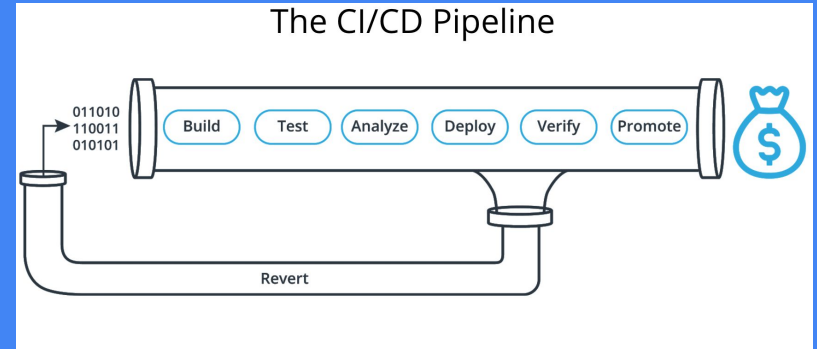 The CI/CD Pipeline
011010
110011
010101
Build Test Analyze Deploy Verify Promote
$
Revert